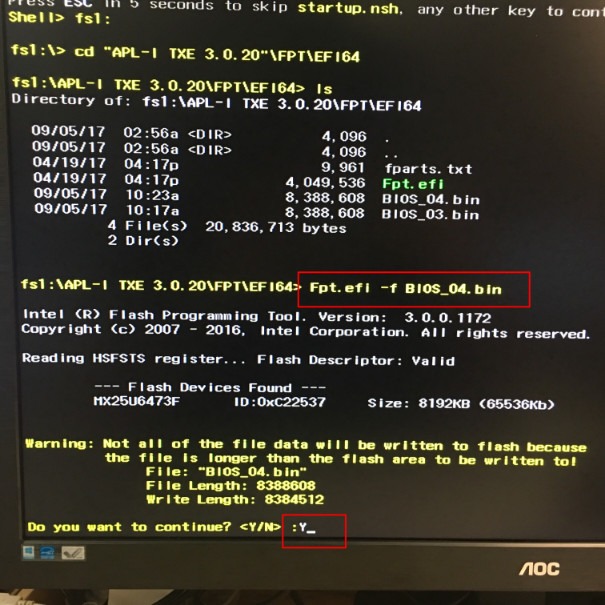 Press ESC in 5 seconds to skip startup.nsh, any other key to cont
Shell> fs1:
fs1:\> cd "APL-I TXE 3.0.20"\FPT\EFI64
fs1:\APL-I TXE 3.0.20\FPT\EFI64> ls
Directory of: fs1:\APL-I TXE 3.0.20\FPT\EFI64
09/05/17 02:56a <DIR> 4,096 .
09/05/17 02:56a <DIR> 4,096 ..
04/19/17 04:17p 9,961 fparts.txt
04/19/17 04:17p 4,049,536 Fpt.efi
09/05/17 10:23a 8,388,608 BIOS_04.bin
09/05/17 10:17a 8,388,608 BIOS_03.bin
4 File(s) 20,836,713 bytes
2 Dir(s)
fs1:\APL-I TXE 3.0.20\FPT\EFI64> Fpt.efi -f BIOS_04.bin
Intel (R) Flash Programming Tool. Version: 3.0.0.1172
Copyright (c) 2007 - 2016, Intel Corporation. All rights reserved.
Reading HSFSTS register... Flash Descriptor: Valid
--- Flash Devices Found ---
MX25U6473F ID:0xC22537 Size: 8192KB (65536Kb)
Warning: Not all of the file data will be written to flash because
the file is longer than the flash area to be written to!
File: "BIOS_04.bin"
File Length: 8388608
Write Length: 8384512
Do you want to continue? <Y/N> :Y_
AOC